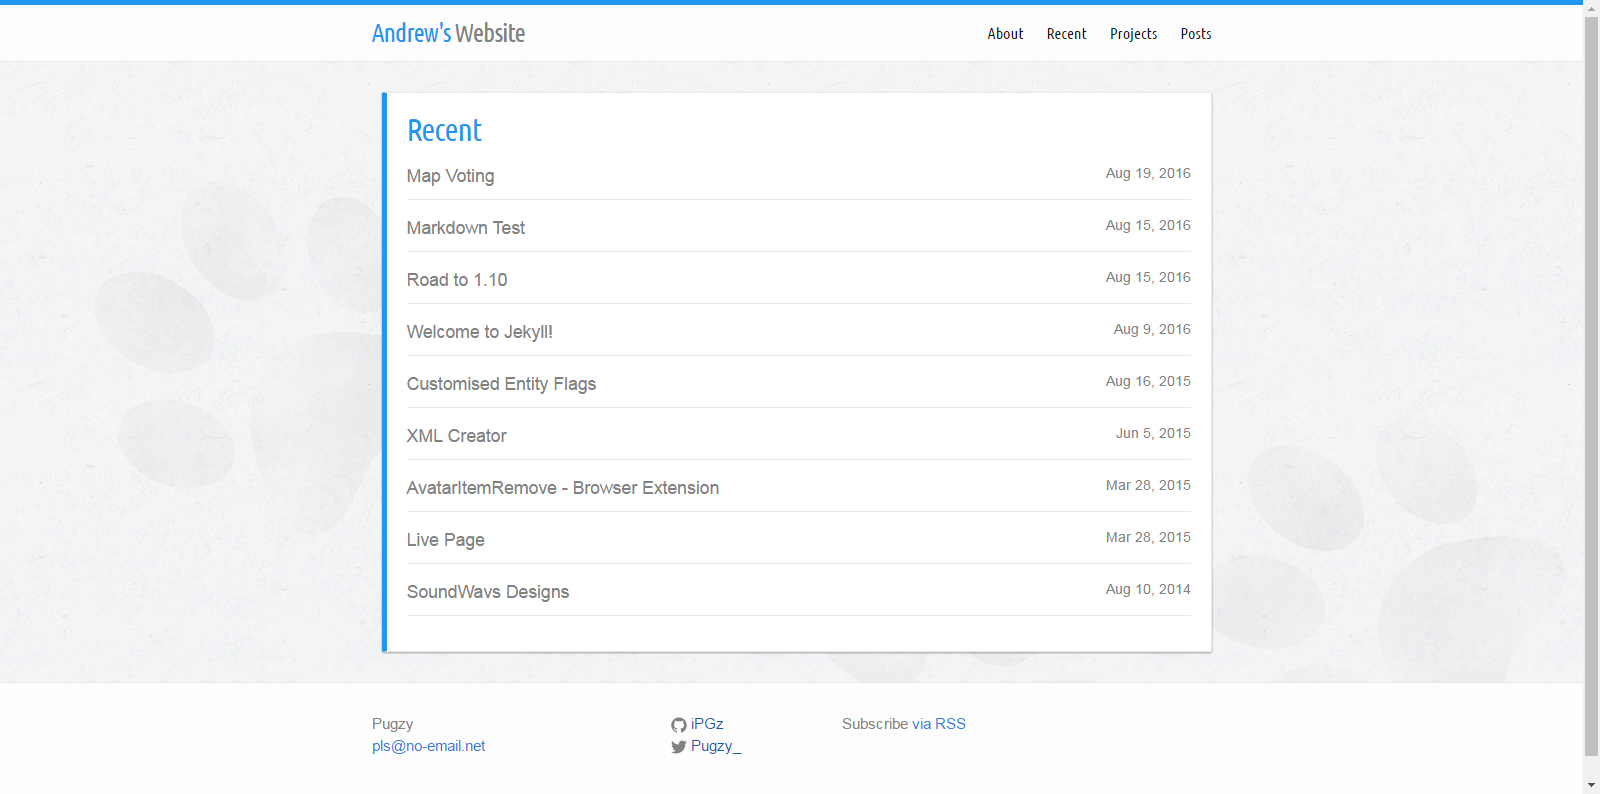 Andrew's Website
About Recent Projects Posts
Recent
Map Voting Aug 19, 2016
Markdown Test Aug 15, 2016
Road to 1.10 Aug 15, 2016
Welcome to Jekyll! Aug 9, 2016
Customised Entity Flags Aug 16, 2015
XML Creator Jun 5, 2015
AvatarItemRemove - Browser Extension Mar 28, 2015
Live Page Mar 28, 2015
SoundWavs Designs Aug 10, 2014
Pugzy iPGz Subscribe via RSS
pls@no-email.net Pugzy_